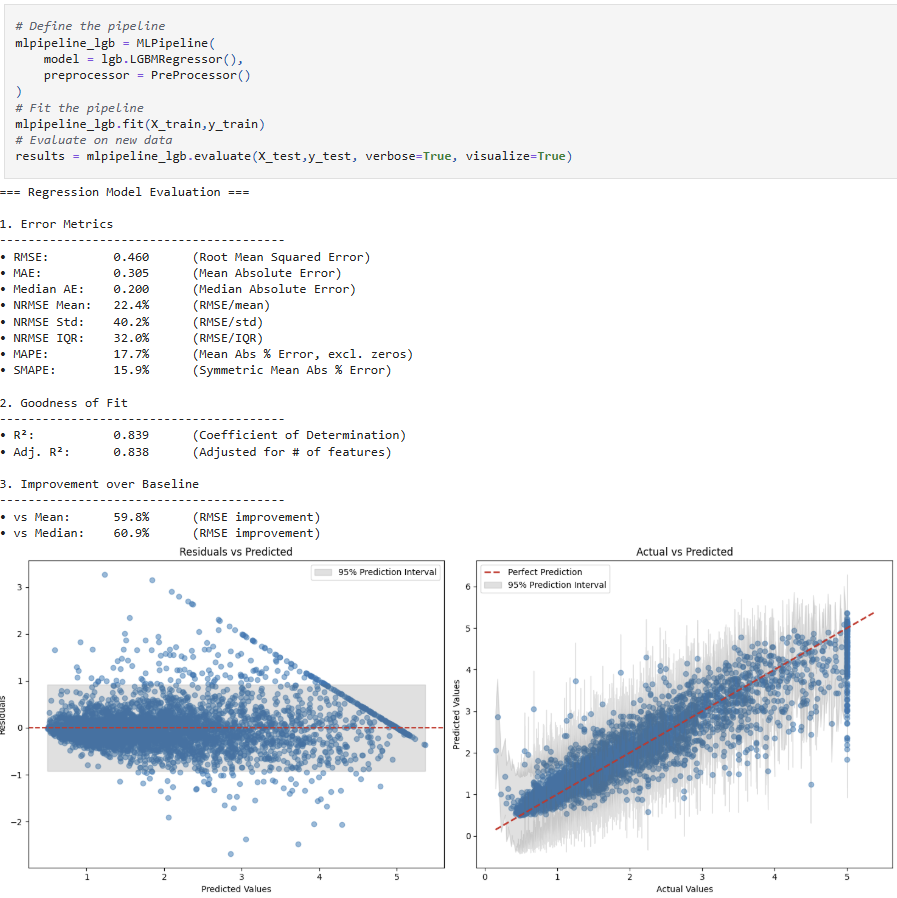 # Define the pipeline
mlpipeline_lgb = MLPipeline(
    model = lgb.LGBMRegressor(),
    preprocessor = PreProcessor()
)
# Fit the pipeline
mlpipeline_lgb.fit(X_train,y_train)
# Evaluate on new data
results = mlpipeline_lgb.evaluate(X_test,y_test, verbose=True, visualize=True)
=== Regression Model Evaluation ===
1. Error Metrics
----------------------------------------
• RMSE: 0.460 (Root Mean Squared Error)
• MAE: 0.305 (Mean Absolute Error)
• Median AE: 0.200 (Median Absolute Error)
• NRMSE Mean: 22.4% (RMSE/mean)
• NRMSE Std: 40.2% (RMSE/std)
• NRMSE IQR: 32.0% (RMSE/IQR)
• MAPE: 17.7% (Mean Abs % Error, excl. zeros)
• SMAPE: 15.9% (Symmetric Mean Abs % Error)
2. Goodness of Fit
----------------------------------------
• R²: 0.839 (Coefficient of Determination)
• Adj. R²: 0.838 (Adjusted for # of features)
3. Improvement over Baseline
----------------------------------------
• vs Mean: 59.8% (RMSE improvement)
• vs Median: 60.9% (RMSE improvement)
Residuals vs Predicted
95% Prediction Interval
3
2
1
0
−1
−2
Residuals
1 2 3 4 5
Predicted Values
Actual vs Predicted
Perfect Prediction
95% Prediction Interval
6
5
4
3
2
1
0
Predicted Values
0 1 2 3 4 5
Actual Values